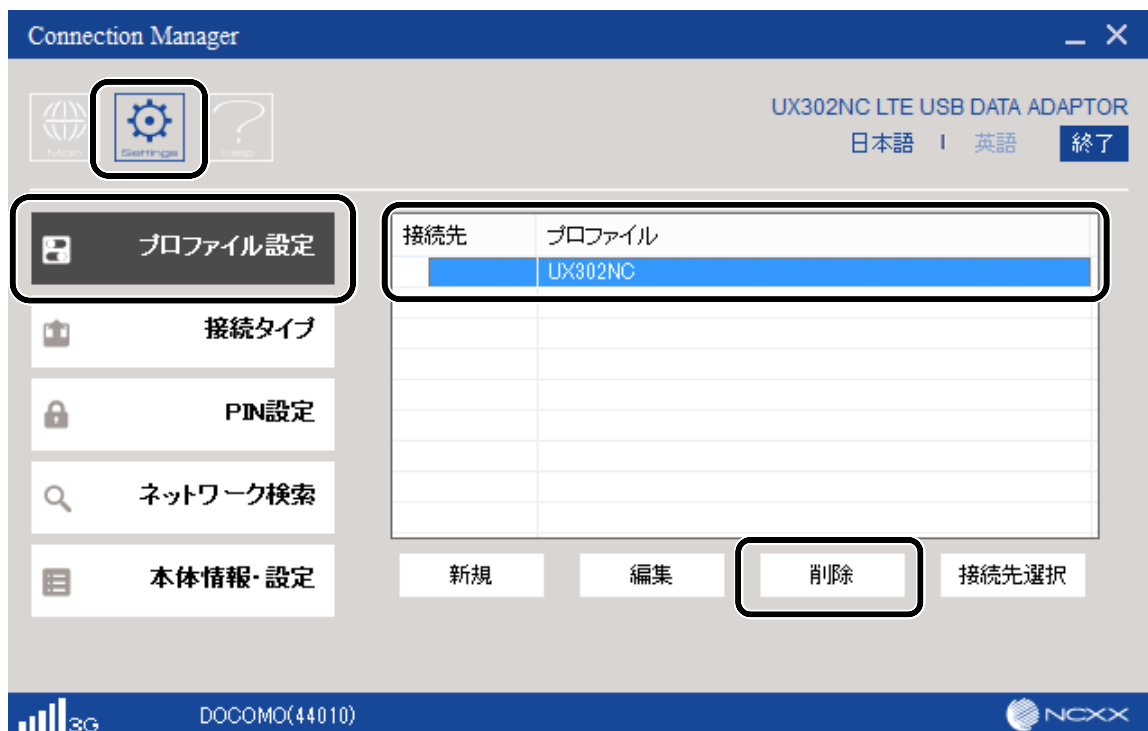 Connection Manager
Main
Settings
Help
UX302NC LTE USB DATA ADAPTOR
日本語 I 英語 終了
プロファイル設定
接続タイプ
PIN設定
ネットワーク検索
本体情報・設定
接続先 プロファイル
UX302NC
新規 編集 削除 接続先選択
3G DOCOMO(44010) NCXX